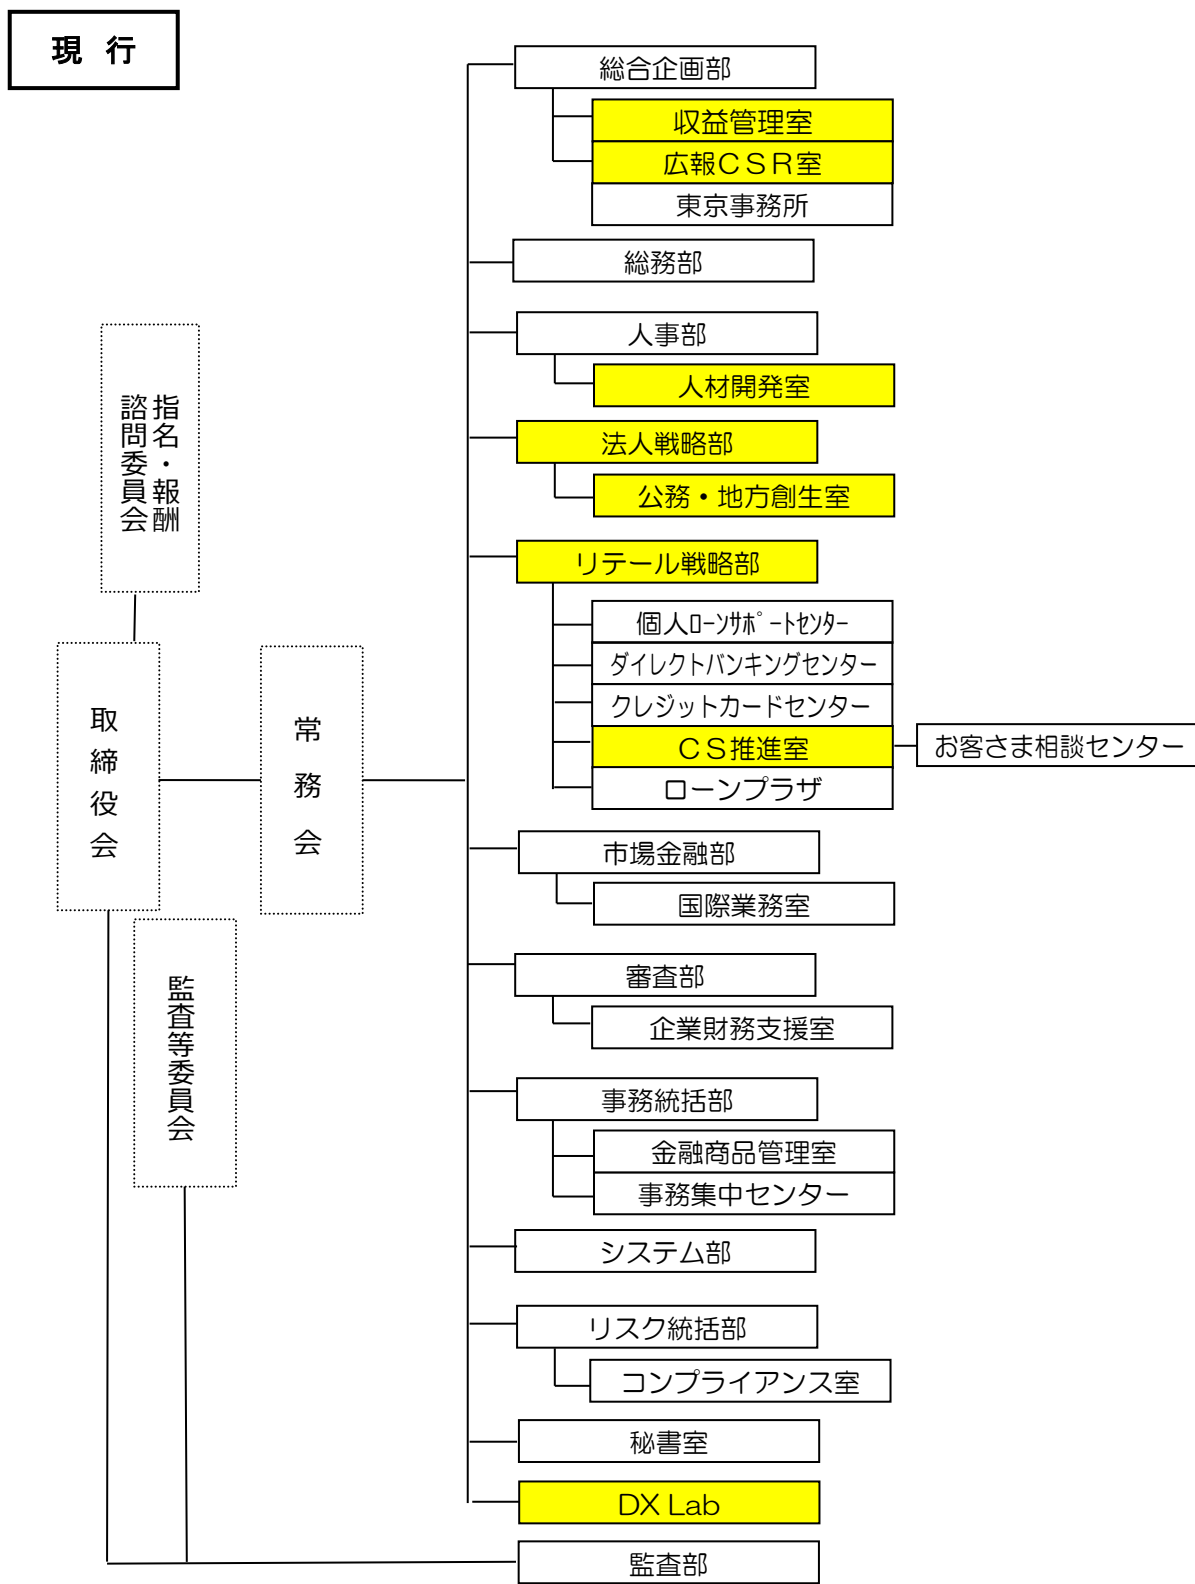 現 行
総合企画部
収益管理室
広報ＣＳＲ室
東京事務所
総務部
人事部
人材開発室
指名・報酬
諮問委員会
法人戦略部
公務・地方創生室
リテール戦略部
個人ﾛｰﾝｻﾎﾟｰﾄｾﾝﾀｰ
ダイレクトバンキングセンター
クレジットカードセンター
ＣＳ推進室
お客さま相談センター
ローンプラザ
取締役会
常務会
市場金融部
国際業務室
監査等委員会
審査部
企業財務支援室
事務統括部
金融商品管理室
事務集中センター
システム部
リスク統括部
コンプライアンス室
秘書室
DX Lab
監査部